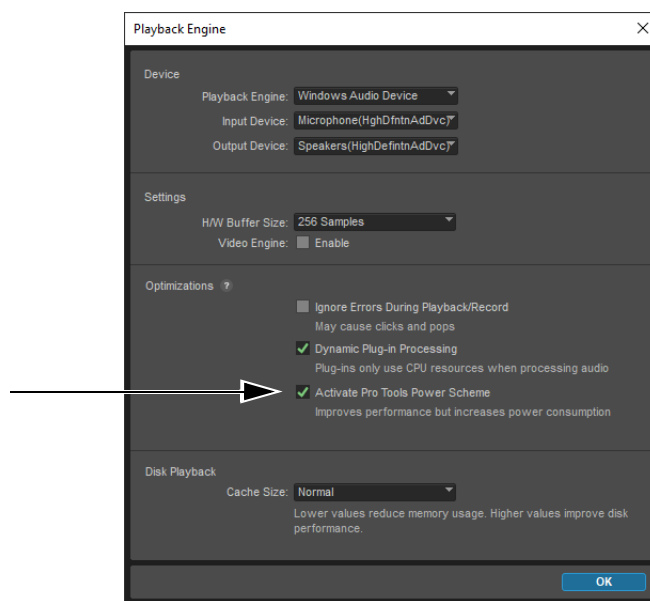 Playback Engine
Device
Playback Engine: Windows Audio Device
Input Device: Microphone(HghDfntnAdDvc)
Output Device: Speakers(HighDefintnAdDvc)
Settings
H/W Buffer Size: 256 Samples
Video Engine: Enable
Optimizations ?
Ignore Errors During Playback/Record
May cause clicks and pops
Dynamic Plug-in Processing
Plug-ins only use CPU resources when processing audio
Activate Pro Tools Power Scheme
Improves performance but increases power consumption
Disk Playback
Cache Size: Normal
Lower values reduce memory usage. Higher values improve disk
performance.
OK